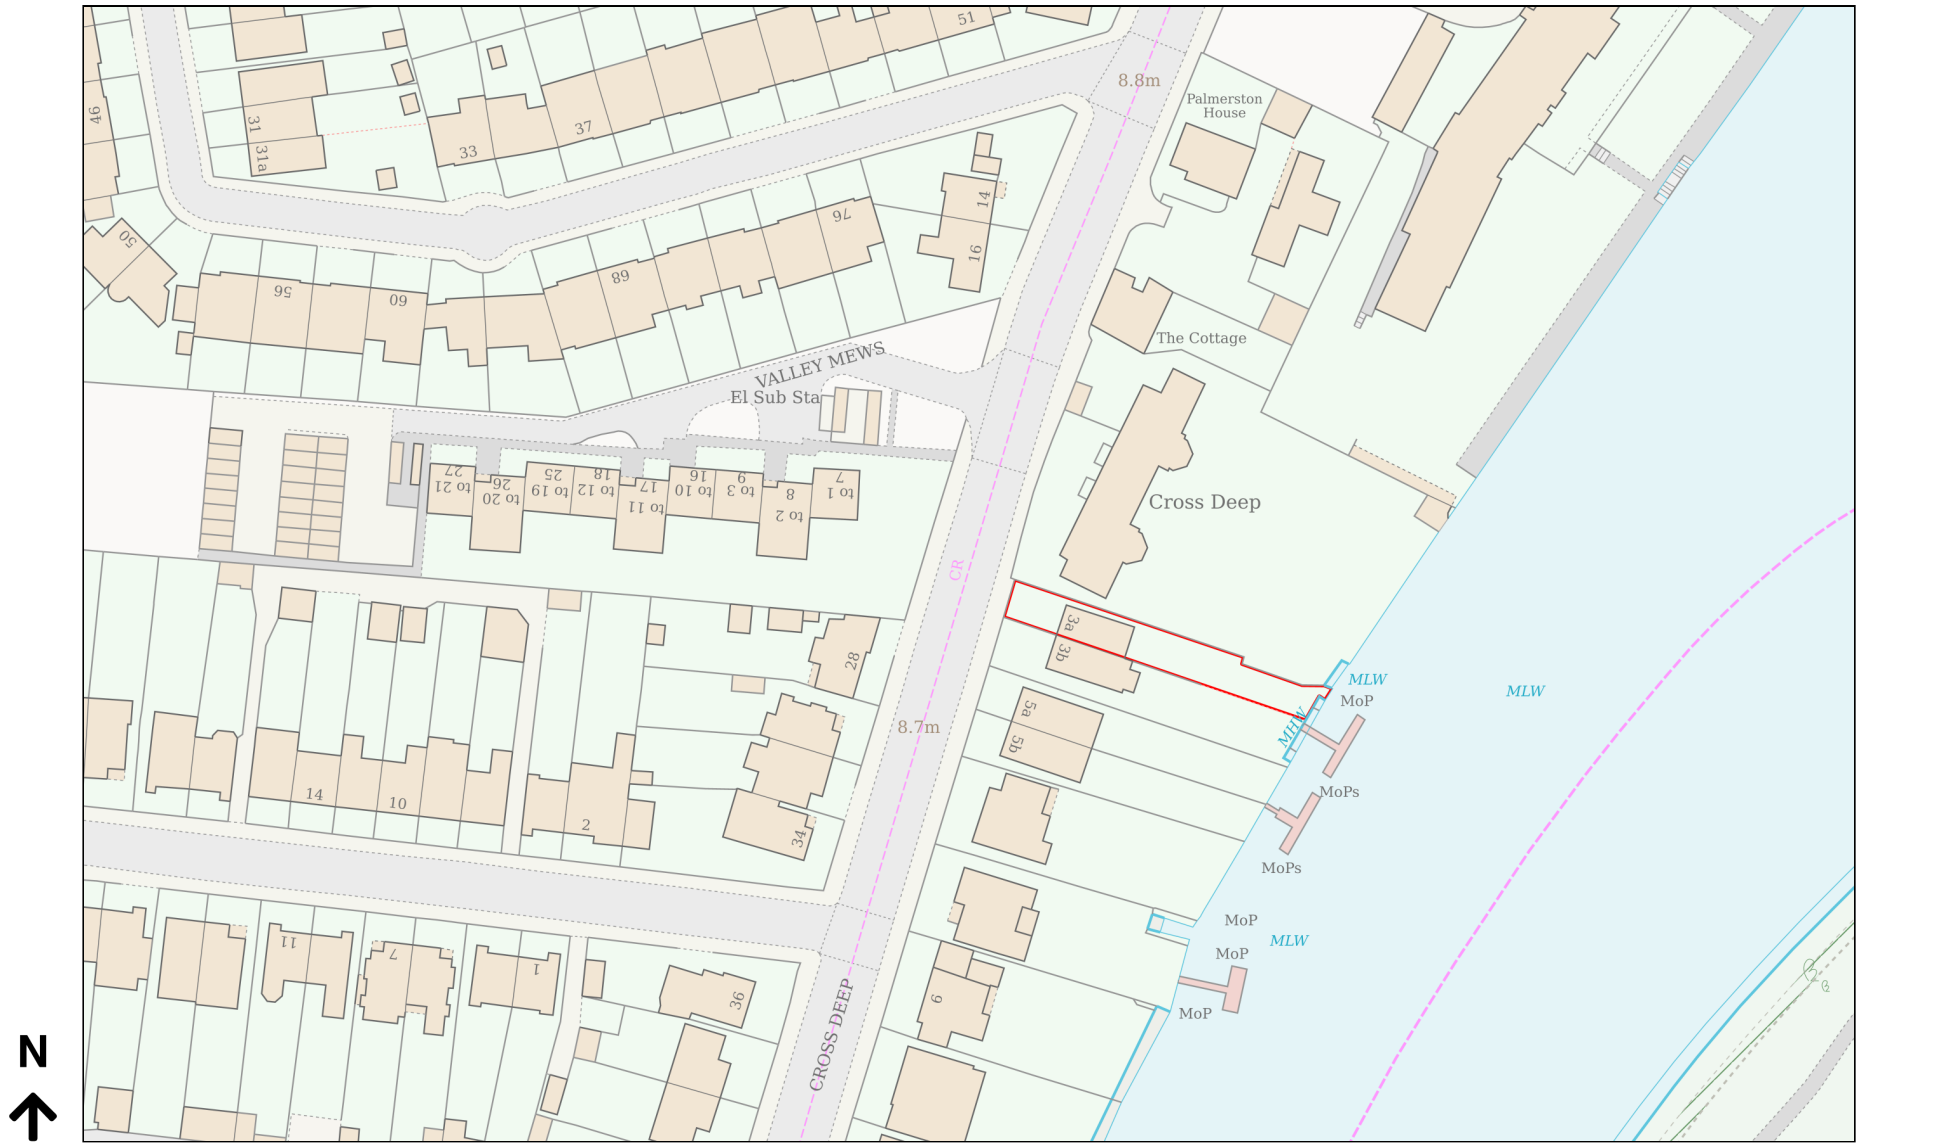 51
8.8m
Palmerston
House
46
31
31a
33
37
14
16
76
50
56
60
68
The Cottage
VALLEY MEWS
El Sub Sta
27
21 to
26
20 to
25
19 to
18
12 to
17
11 to
16
10 to
9
3 to
8
2 to
7
1 to
Cross Deep
CR
3a
3b
28
MLW
MLW
MoP
MHW
5a
5b
8.7m
14
10
2
34
MoPs
MoPs
MoP
MLW
MoP
MoP
11
7
1
36
9
CROSS DEEP
N